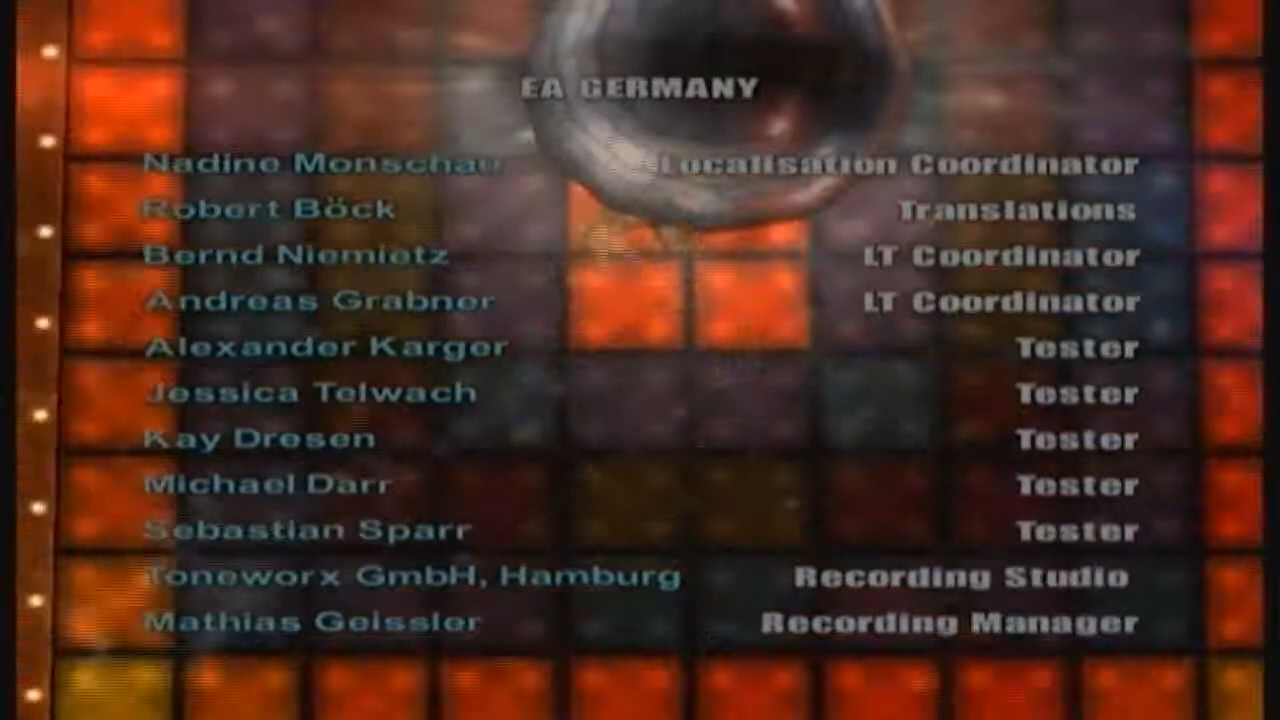 EA GERMANY
Nadine Monschau Localisation Coordinator
Robert Böck Translations
Bernd Niemietz LT Coordinator
Andreas Grabner LT Coordinator
Alexander Karger Tester
Jessica Telwach Tester
Kay Dresen Tester
Michael Darr Tester
Sebastian Sparr Tester
Toneworx GmbH, Hamburg Recording Studio
Mathias Geissler Recording Manager